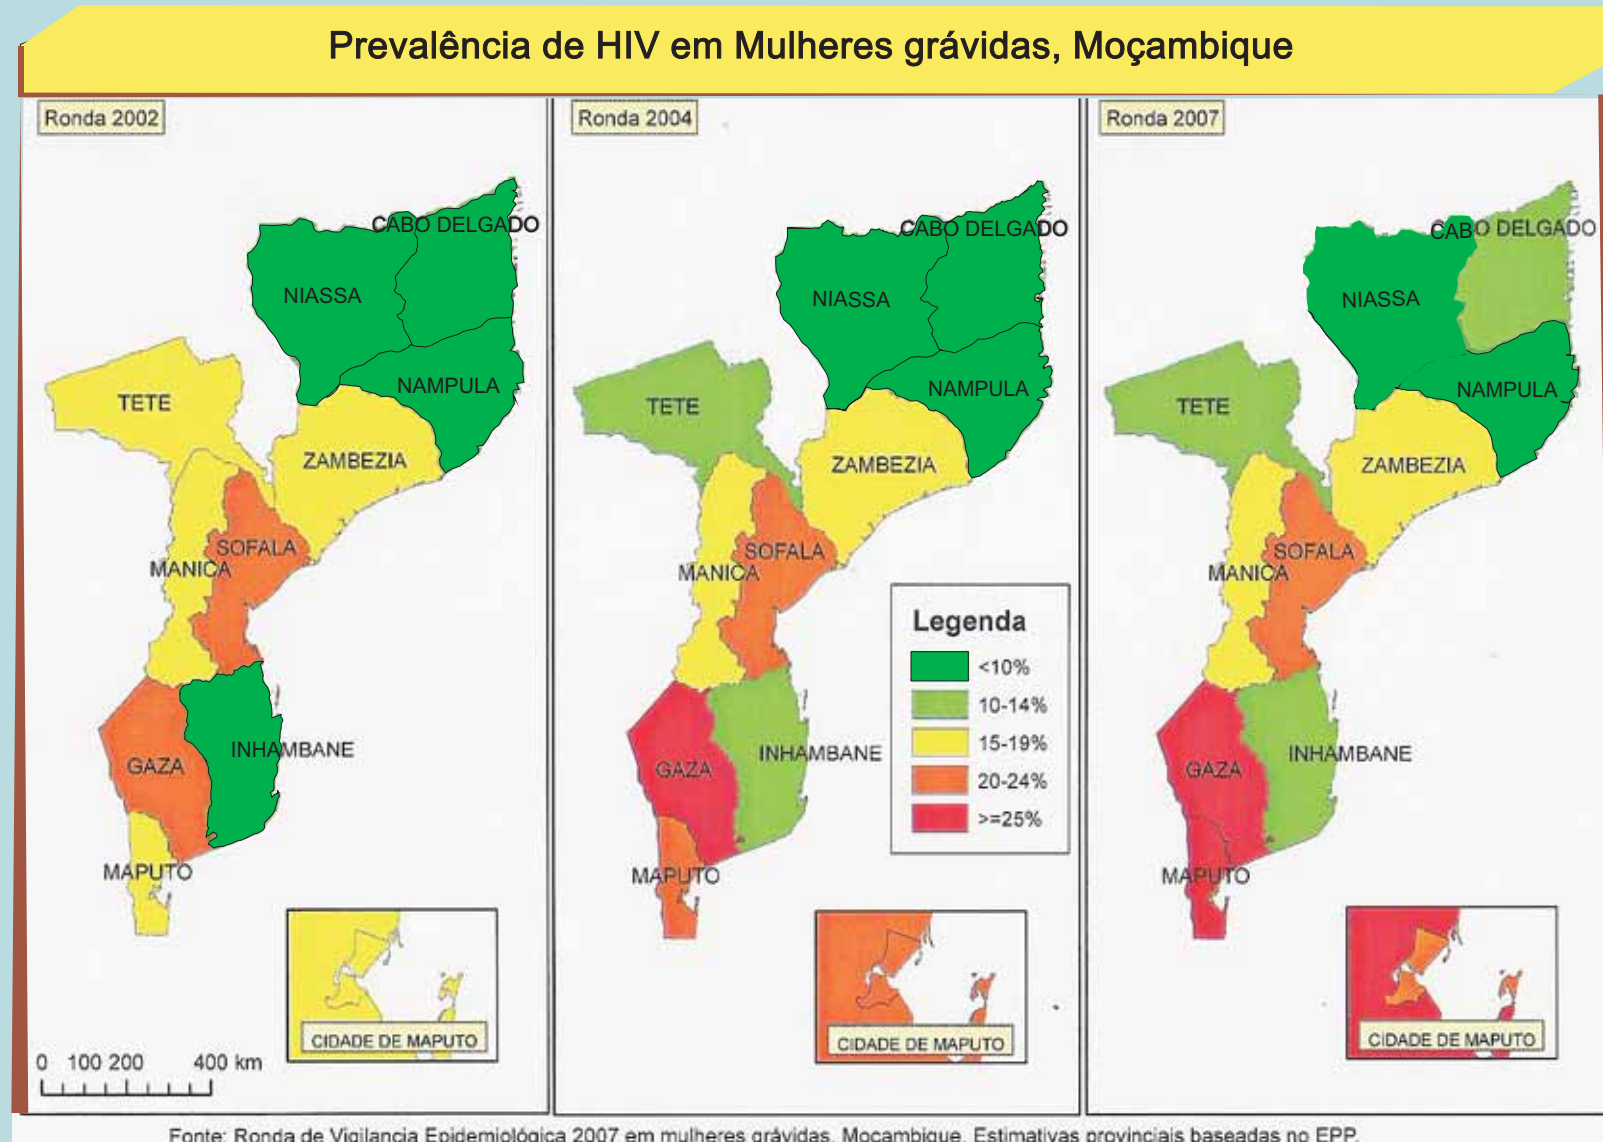 Prevalência de HIV em Mulheres grávidas, Moçambique
Ronda 2002
CABO DELGADO
NIASSA
NAMPULA
TETE
ZAMBEZIA
SOFALA
MANICA
INHAMBANE
GAZA
MAPUTO
CIDADE DE MAPUTO
0 100 200 400 km
Ronda 2004
CABO DELGADO
NIASSA
NAMPULA
TETE
ZAMBEZIA
SOFALA
MANICA
INHAMBANE
GAZA
MAPUTO
CIDADE DE MAPUTO
Legenda
<10%
10-14%
15-19%
20-24%
>=25%
Ronda 2007
CABO DELGADO
NIASSA
NAMPULA
TETE
ZAMBEZIA
SOFALA
MANICA
INHAMBANE
GAZA
MAPUTO
CIDADE DE MAPUTO
Fonte: Ronda de Vigilancia Epidemiológica 2007 em mulheres grávidas, Moçambique. Estimativas provinciais baseadas no EPP.